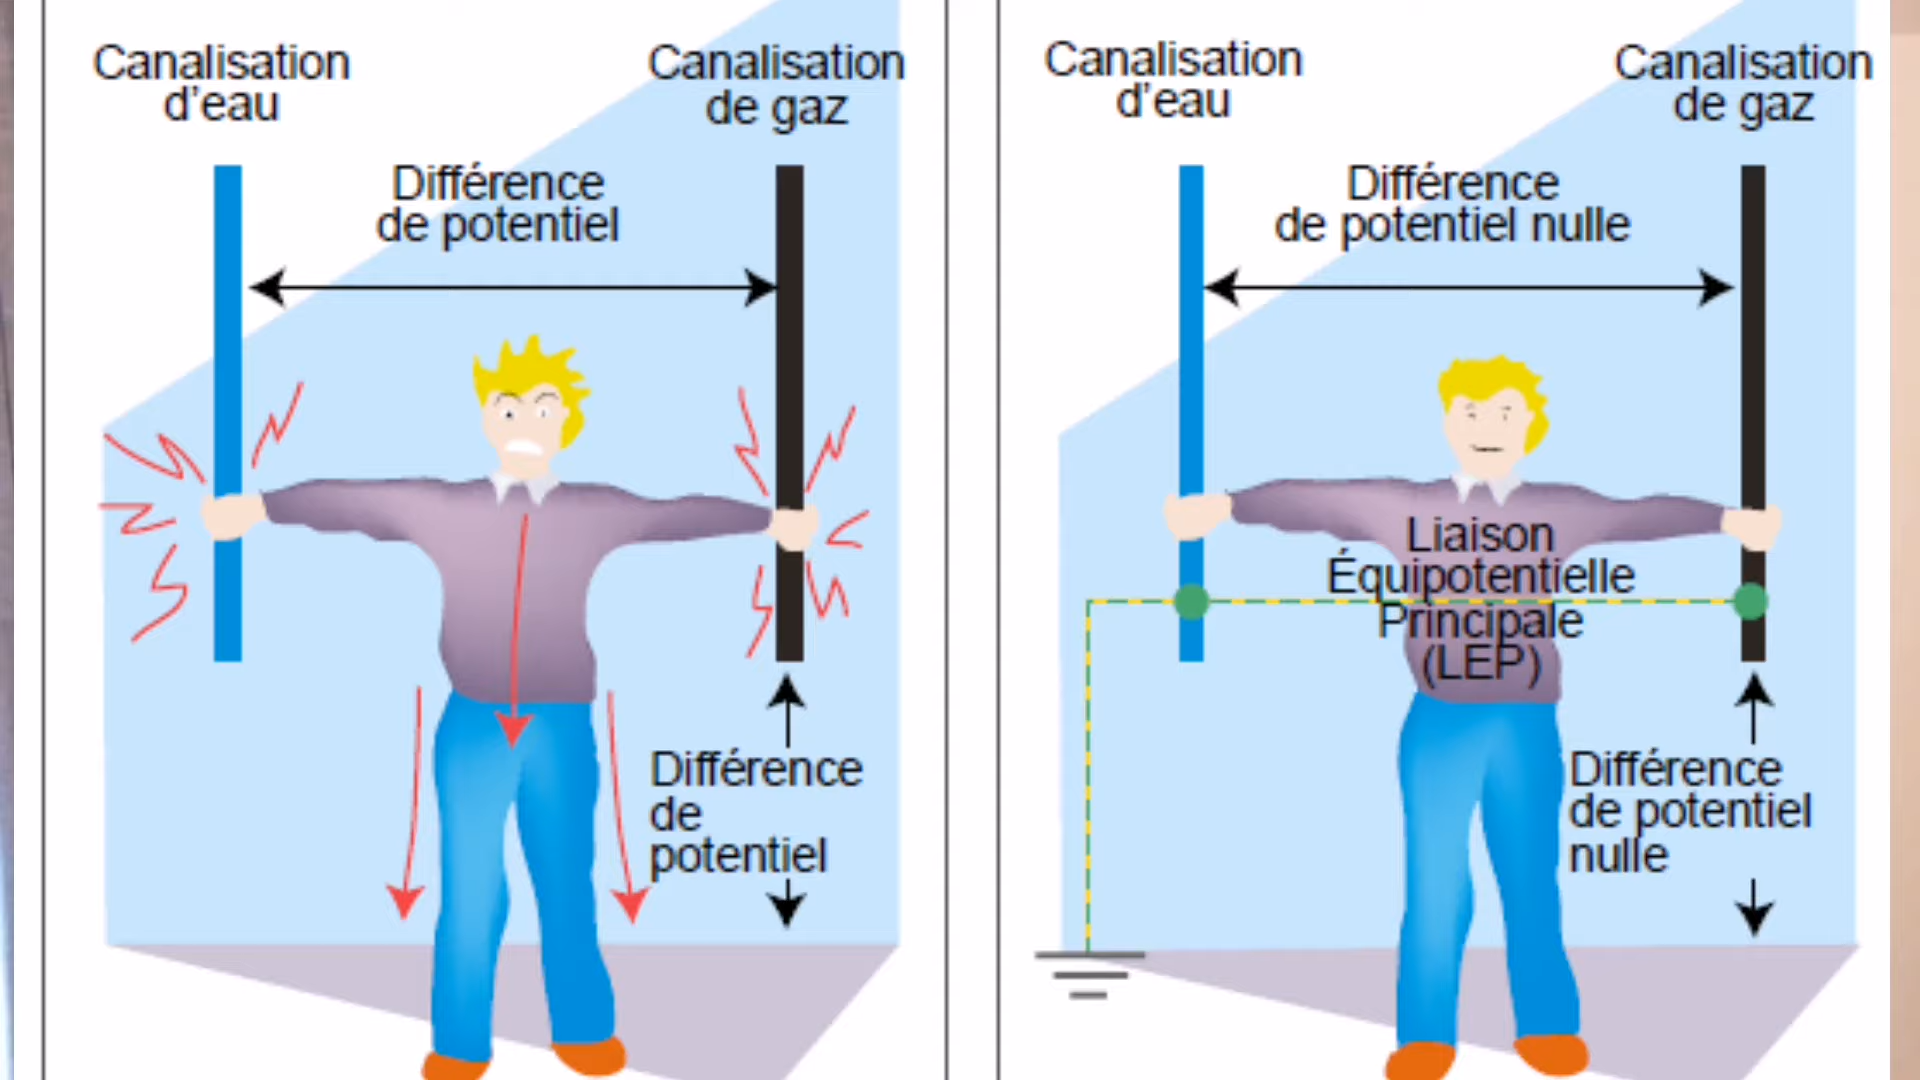 Canalisation
d'eau
Canalisation
de gaz
Différence
de potentiel
Différence
de
potentiel
Canalisation
d'eau
Canalisation
de gaz
Différence
de potentiel nulle
Liaison
Équipotentielle
Principale
(LEP)
Différence
de potentiel
nulle